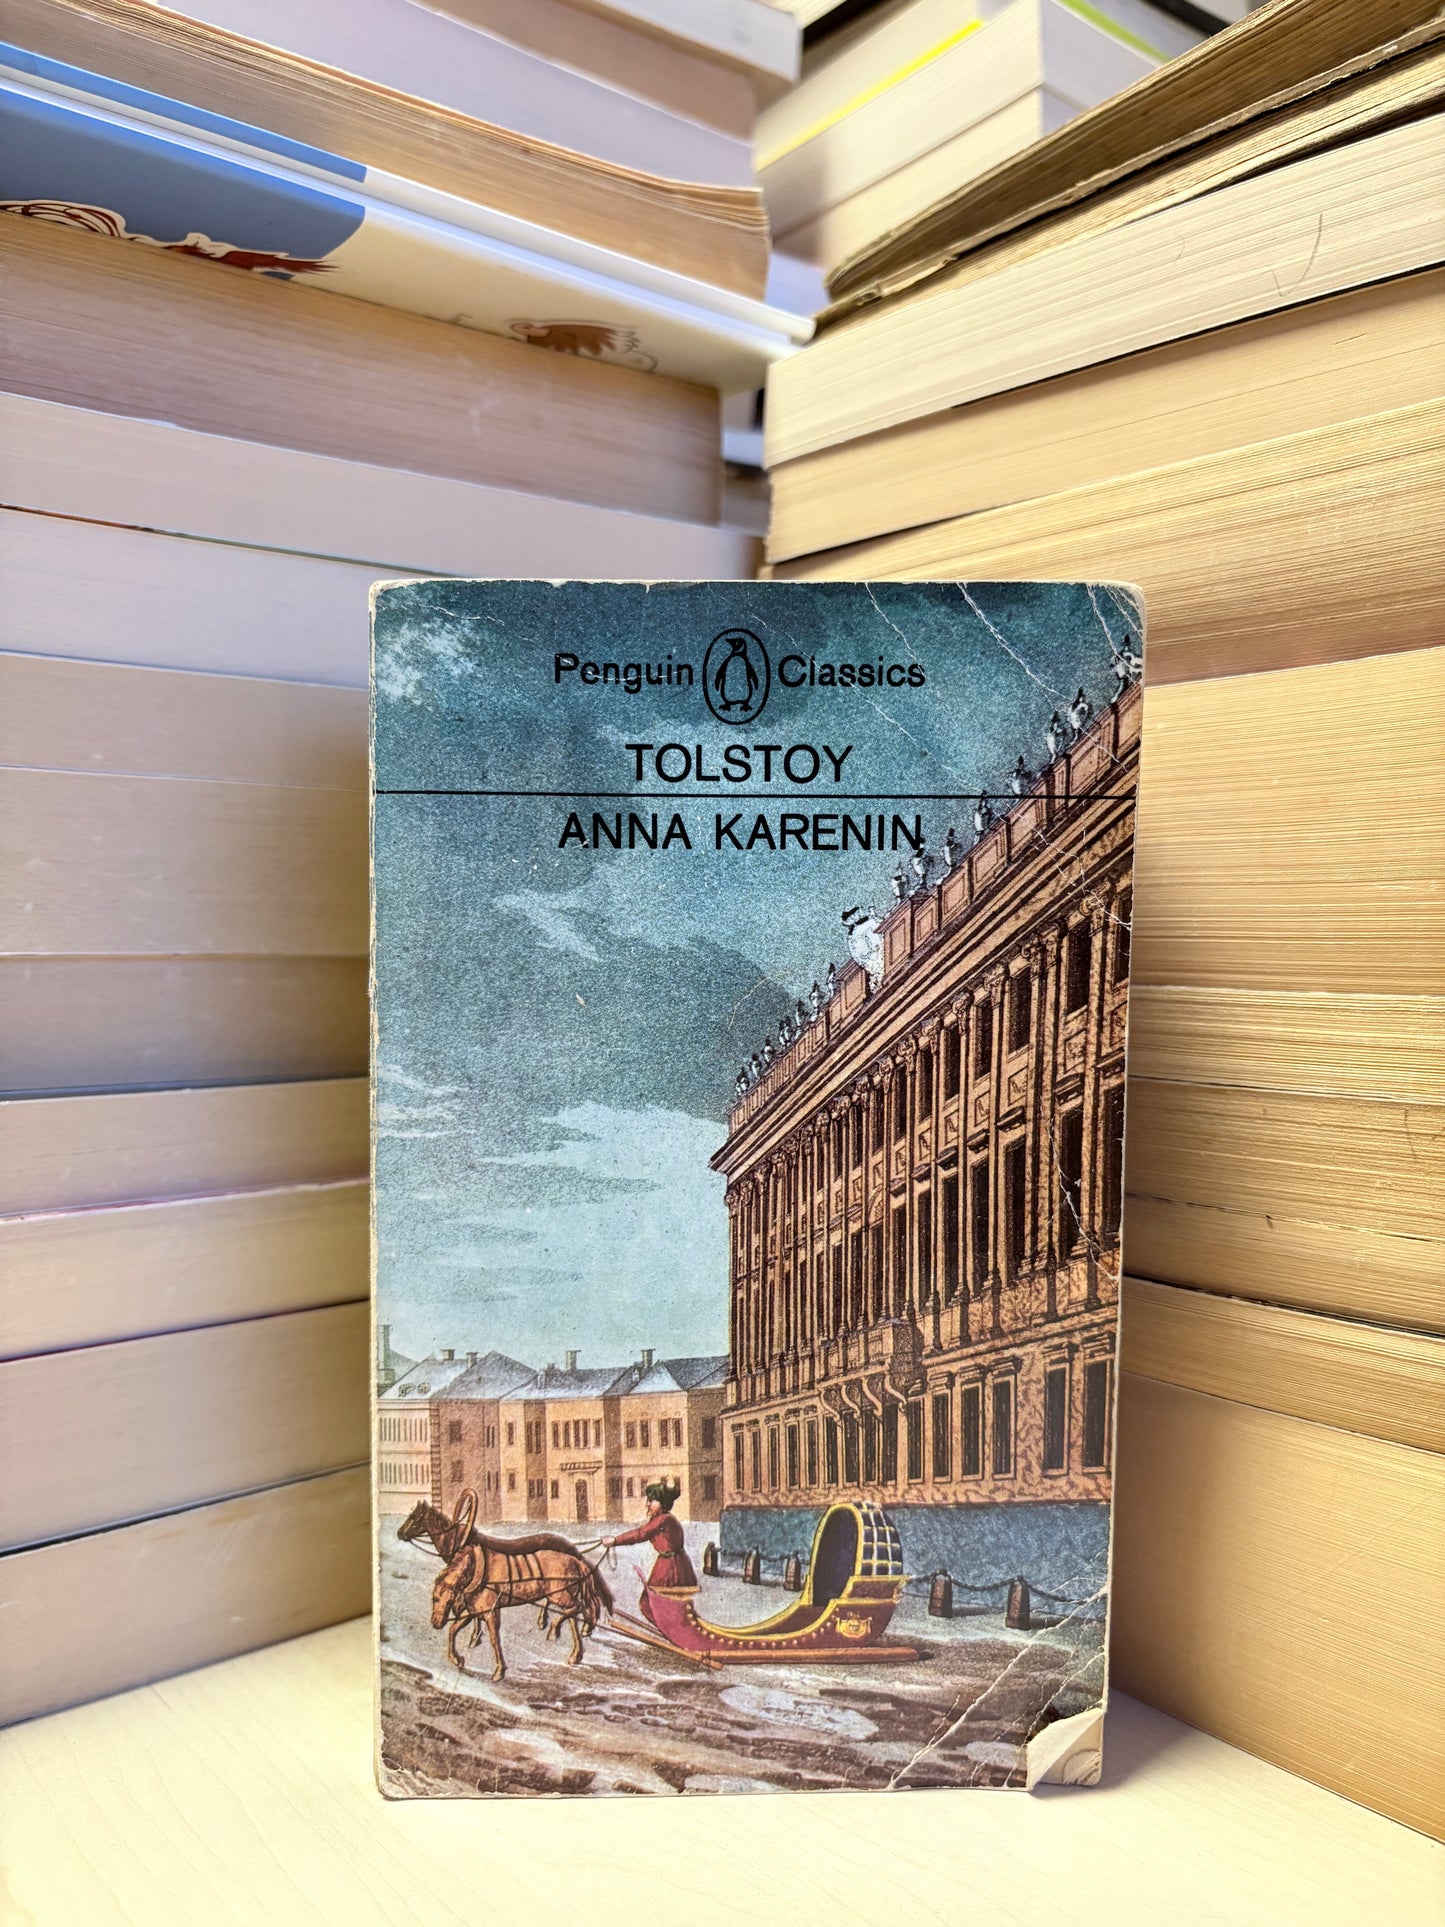 Penguin Classics
TOLSTOY
ANNA KARENIN